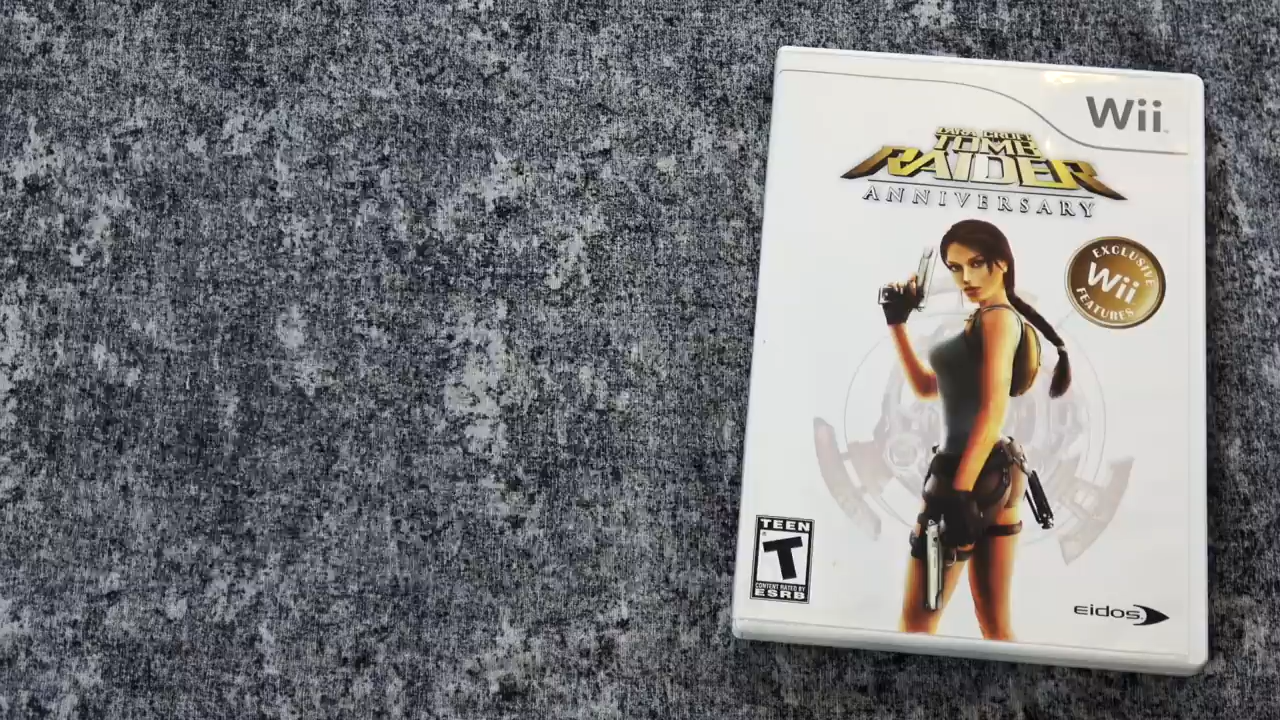 Wii
LARA CROFT
TOMB
RAIDER
ANNIVERSARY
EXCLUSIVE
Wii
FEATURES
TEEN
T
CONTENT RATED BY
ESRB
eidos